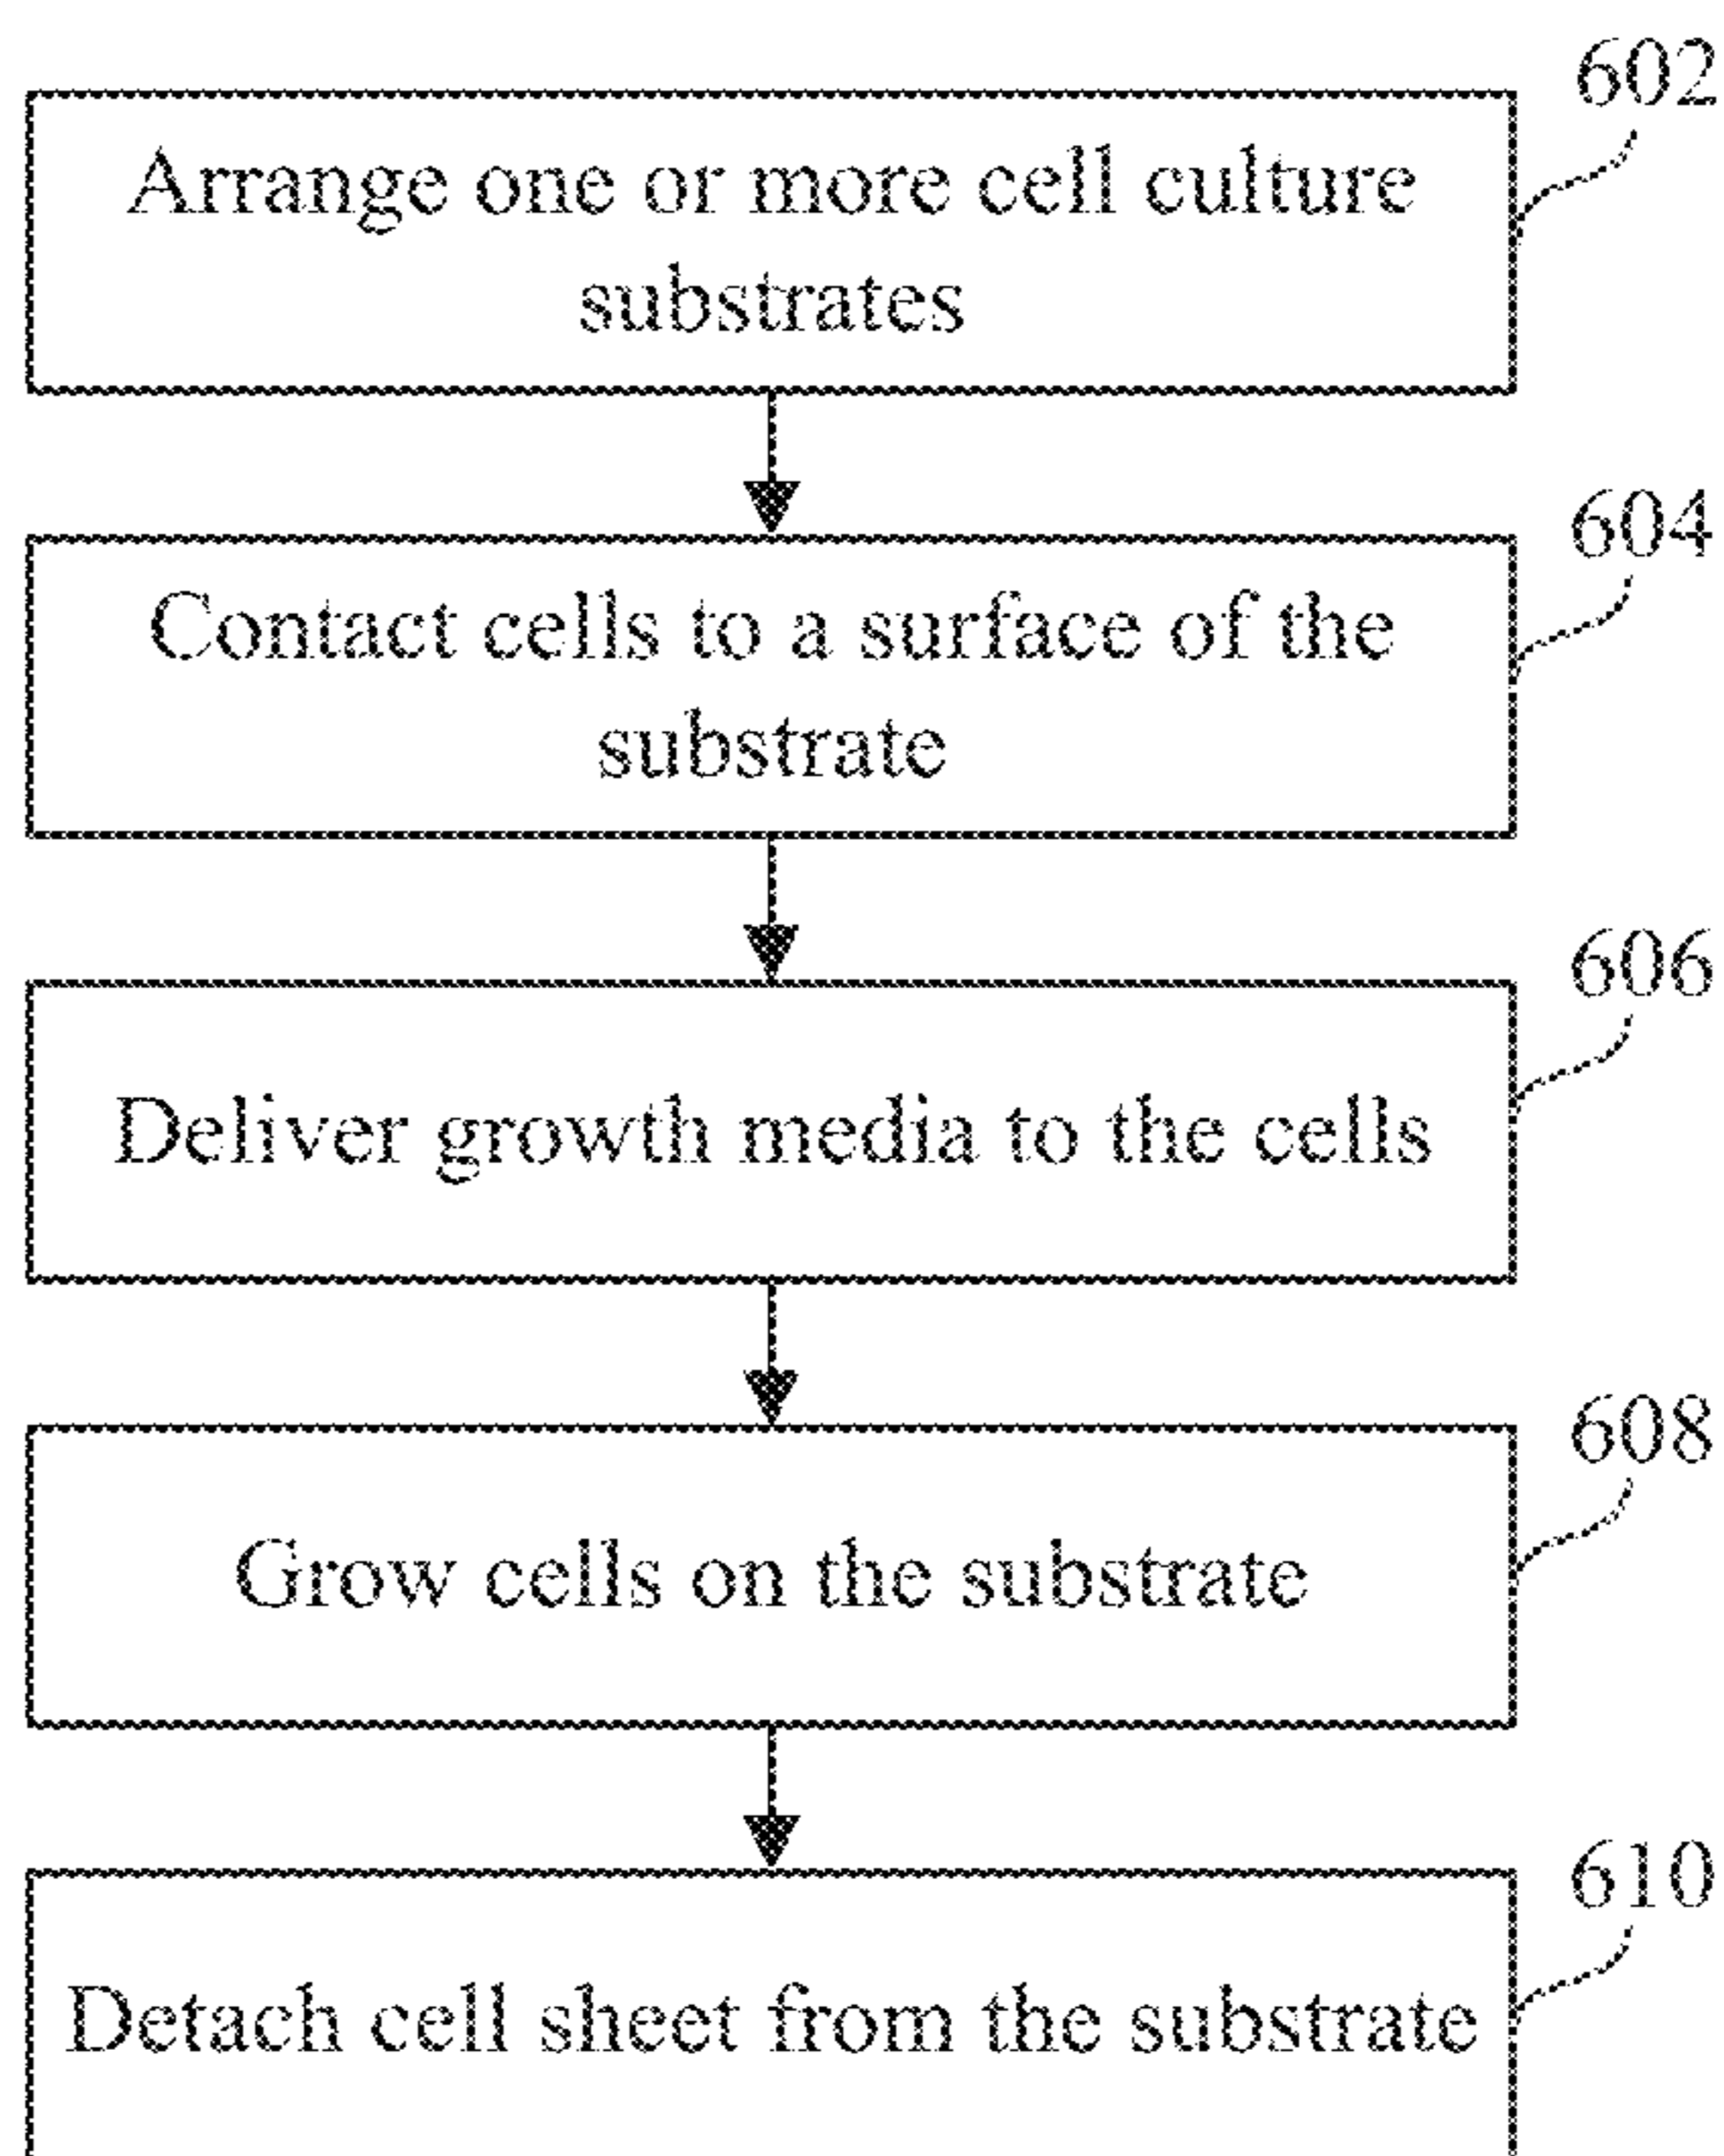 602
Arrange one or more cell culture
substrates
604
Contact cells to a surface of the
substrate
606
Deliver growth media to the cells
608
Grow cells on the substrate
610
Detach cell sheet from the substrate